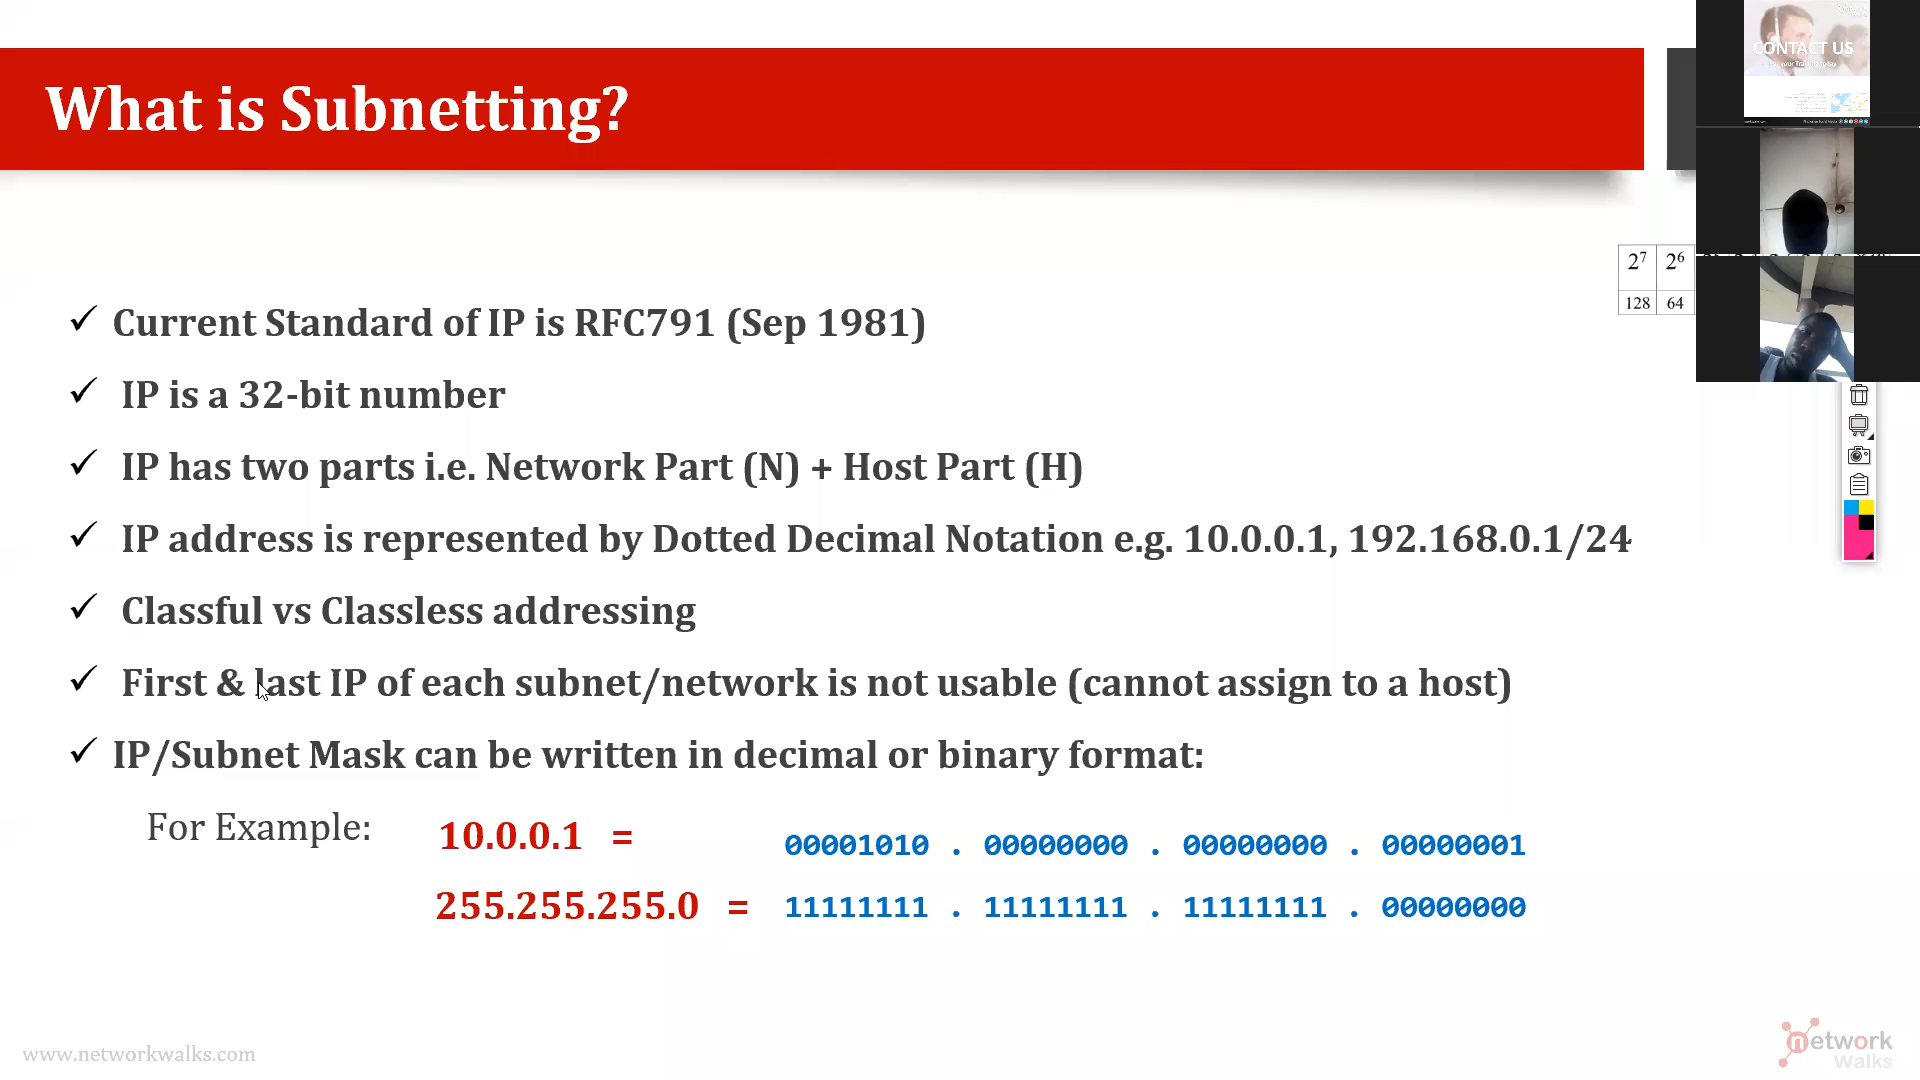 What is Subnetting?
CONTACT US
2⁷ 2⁶
128 64
✓ Current Standard of IP is RFC791 (Sep 1981)
✓ IP is a 32-bit number
✓ IP has two parts i.e. Network Part (N) + Host Part (H)
✓ IP address is represented by Dotted Decimal Notation e.g. 10.0.0.1, 192.168.0.1/24
✓ Classful vs Classless addressing
✓ First & last IP of each subnet/network is not usable (cannot assign to a host)
✓ IP/Subnet Mask can be written in decimal or binary format:
For Example: 10.0.0.1 = 00001010 . 00000000 . 00000000 . 00000001
255.255.255.0 = 11111111 . 11111111 . 11111111 . 00000000
www.networkwalks.com
network
Walks